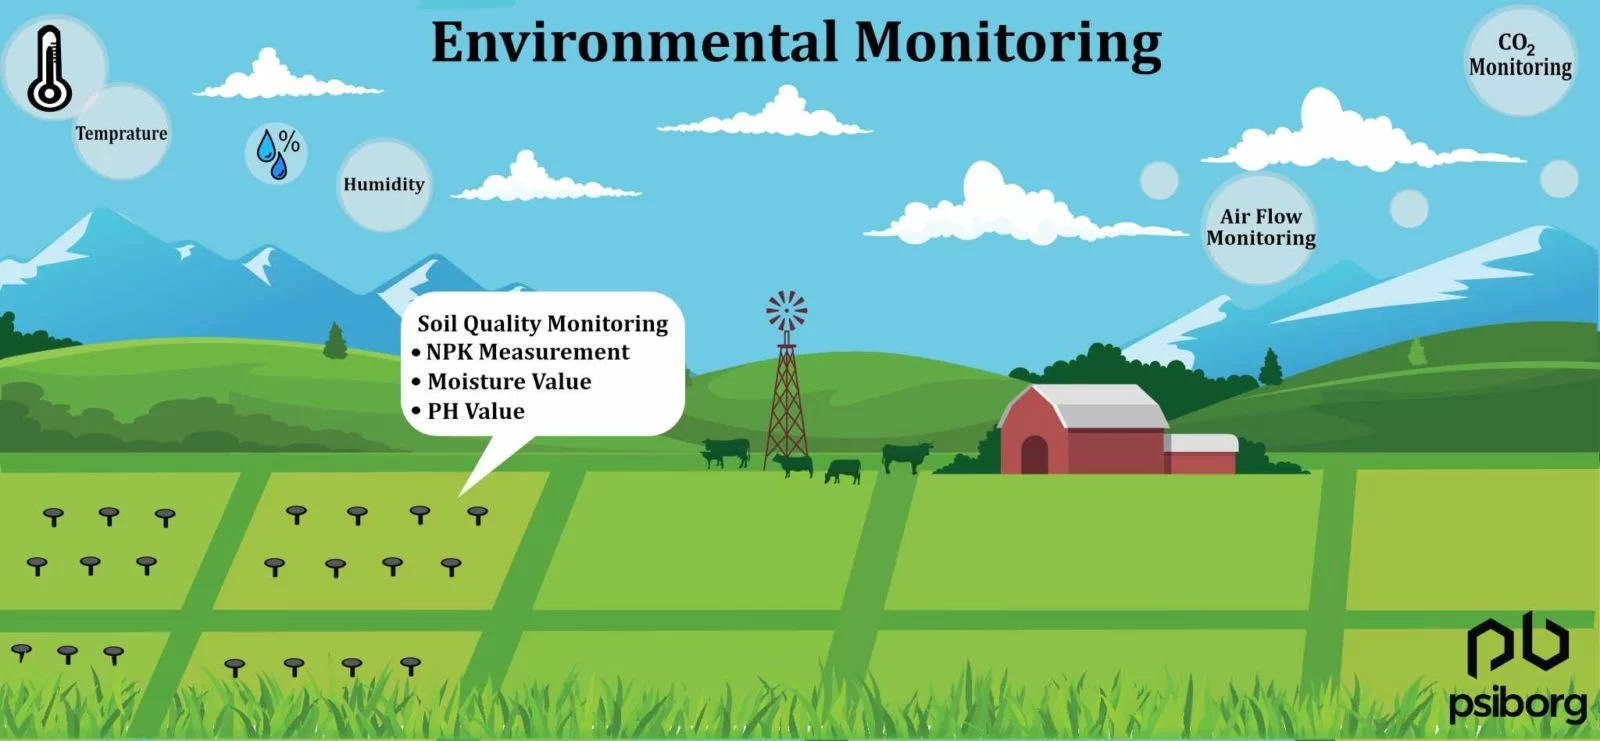 Environmental Monitoring
CO₂
Monitoring
Temprature
%
Humidity
Air Flow
Monitoring
Soil Quality Monitoring
• NPK Measurement
• Moisture Value
• PH Value
pb
psiborg